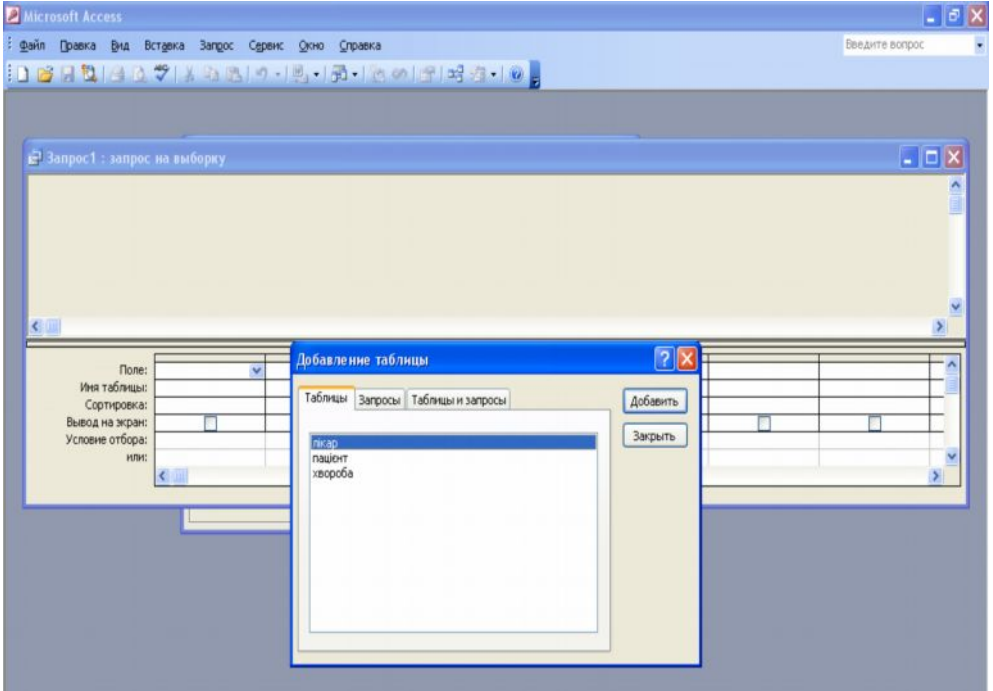 Microsoft Access
Файл Правка Вид Вставка Запрос Сервис Окно Справка
Введите вопрос
Запрос1 : запрос на выборку
Поле:
Имя таблицы:
Сортировка:
Вывод на экран:
Условие отбора:
или:
Добавление таблицы
Таблицы Запросы Таблицы и запросы
Добавить
Закрыть
лікар
пацієнт
хвороба